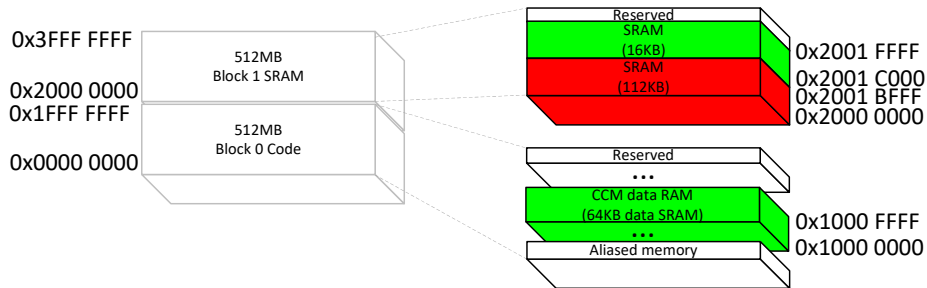 0x3FFF FFFF
512MB
Block 1 SRAM
0x2000 0000
0x1FFF FFFF
512MB
Block 0 Code
0x0000 0000
Reserved
SRAM
(16KB)
0x2001 FFFF
0x2001 C000
SRAM
(112KB)
0x2001 BFFF
0x2000 0000
Reserved
...
CCM data RAM
(64KB data SRAM)
0x1000 FFFF
...
0x1000 0000
Aliased memory